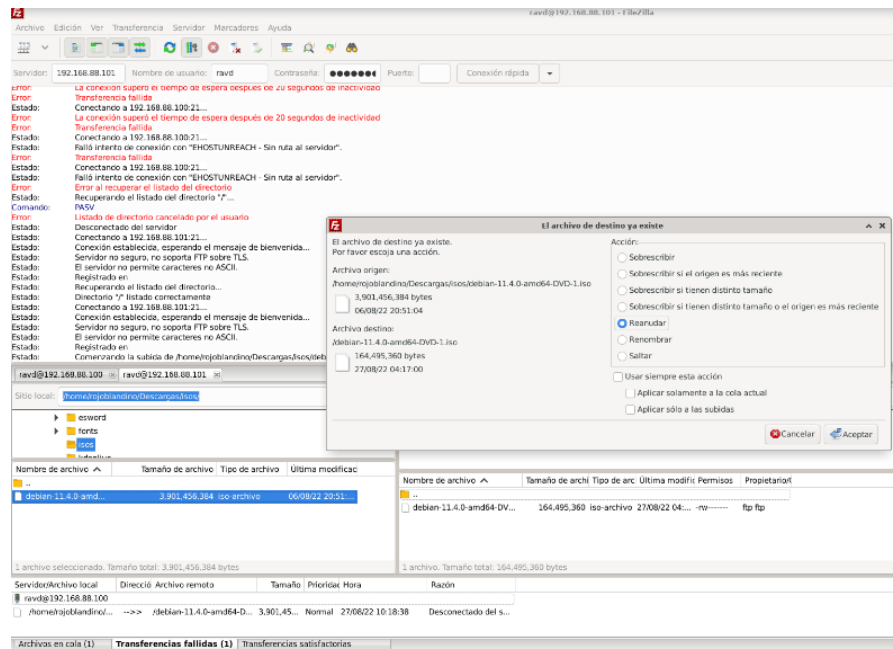 ravd@192.168.88.101 - FileZilla
Archivo Edición Ver Transferencia Servidor Marcadores Ayuda
Servidor: 192.168.88.101 Nombre de usuario: ravd Contraseña: ●●●●●●● Puerto: Conexión rápida
Error: La conexión superó el tiempo de espera después de 20 segundos de inactividad
Error: Transferencia fallida
Estado: Conectando a 192.168.88.100:21...
Error: La conexión superó el tiempo de espera después de 20 segundos de inactividad
Error: Transferencia fallida
Estado: Conectando a 192.168.88.100:21...
Estado: Falló intento de conexión con "EHOSTUNREACH - Sin ruta al servidor".
Error: Transferencia fallida
Estado: Conectando a 192.168.88.100:21...
Estado: Falló intento de conexión con "EHOSTUNREACH - Sin ruta al servidor".
Error: Error al recuperar el listado del directorio
Estado: Recuperando el listado del directorio "/"...
Comando: PASV
Error: Listado de directorio cancelado por el usuario
Estado: Desconectado del servidor
Estado: Conectando a 192.168.88.101:21...
Estado: Conexión establecida, esperando el mensaje de bienvenida...
Estado: Servidor no seguro, no soporta FTP sobre TLS.
Estado: El servidor no permite caracteres no ASCII.
Estado: Registrado en
Estado: Recuperando el listado del directorio...
Estado: Directorio "/" listado correctamente
Estado: Conectando a 192.168.88.101:21...
Estado: Conexión establecida, esperando el mensaje de bienvenida...
Estado: Servidor no seguro, no soporta FTP sobre TLS.
Estado: El servidor no permite caracteres no ASCII.
Estado: Registrado en
Estado: Comenzando la subida de /home/rojoblandino/Descargas/isos/deb
El archivo de destino ya existe
El archivo de destino ya existe.
Por favor escoja una acción.
Archivo origen:
/home/rojoblandino/Descargas/isos/debian-11.4.0-amd64-DVD-1.iso
3,901,456,384 bytes
06/08/22 20:51:04
Archivo destino:
/debian-11.4.0-amd64-DVD-1.iso
164,495,360 bytes
27/08/22 04:17:00
Acción:
Sobrescribir
Sobrescribir si el origen es más reciente
Sobrescribir si tienen distinto tamaño
Sobrescribir si tienen distinto tamaño o el origen es más reciente
Reanudar
Renombrar
Saltar
Usar siempre esta acción
Aplicar solamente a la cola actual
Aplicar sólo a las subidas
Cancelar Aceptar
ravd@192.168.88.100 ravd@192.168.88.101
Sitio local: /home/rojoblandino/Descargas/isos/
esword
fonts
isos
Nombre de archivo Tamaño de archivo Tipo de archivo Última modificac
..
debian-11.4.0-amd... 3,901,456,384 iso-archivo 06/08/22 20:51:...
1 archivo seleccionado. Tamaño total: 3,901,456,384 bytes
Nombre de archivo Tamaño de archi Tipo de arc Última modific Permisos Propietario/
..
debian-11.4.0-amd64-DV... 164,495,360 iso-archivo 27/08/22 04:... -rw------- ftp ftp
1 archivo. Tamaño total: 164,495,360 bytes
Servidor/Archivo local Direcció Archivo remoto Tamaño Prioridad Hora Razón
ravd@192.168.88.100
/home/rojoblandino/... -->> /debian-11.4.0-amd64-D... 3,901,45... Normal 27/08/22 10:18:38 Desconectado del s...
Archivos en cola (1) Transferencias fallidas (1) Transferencias satisfactorias